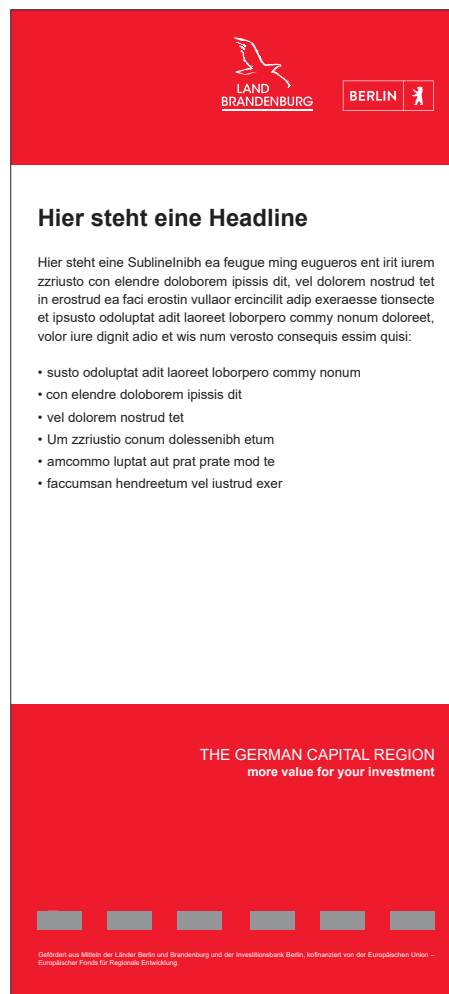 LAND
BRANDENBURG
BERLIN
Hier steht eine Headline
Hier steht eine SublineInibh ea feugue ming eugueros ent irit iurem
zzriusto con elendre doloborem ipissis dit, vel dolorem nostrud tet
in erostrud ea faci erostin vullaor ercincilit adip exeraesse tionsecte
et ipsusto odoluptat adit laoreet loborpero commy nonum doloreet,
volor iure dignit adio et wis num verosto consequis essim quisi:
• susto odoluptat adit laoreet loborpero commy nonum
• con elendre doloborem ipissis dit
• vel dolorem nostrud tet
• Um zzriustio conum dolessenibh etum
• amcommo luptat aut prat prate mod te
• faccumsan hendreetum vel iustrud exer
THE GERMAN CAPITAL REGION
more value for your investment
Gefördert aus Mitteln der Länder Berlin und Brandenburg und der Investitionsbank Berlin, kofinanziert von der Europäischen Union –
Europäischer Fonds für Regionale Entwicklung.